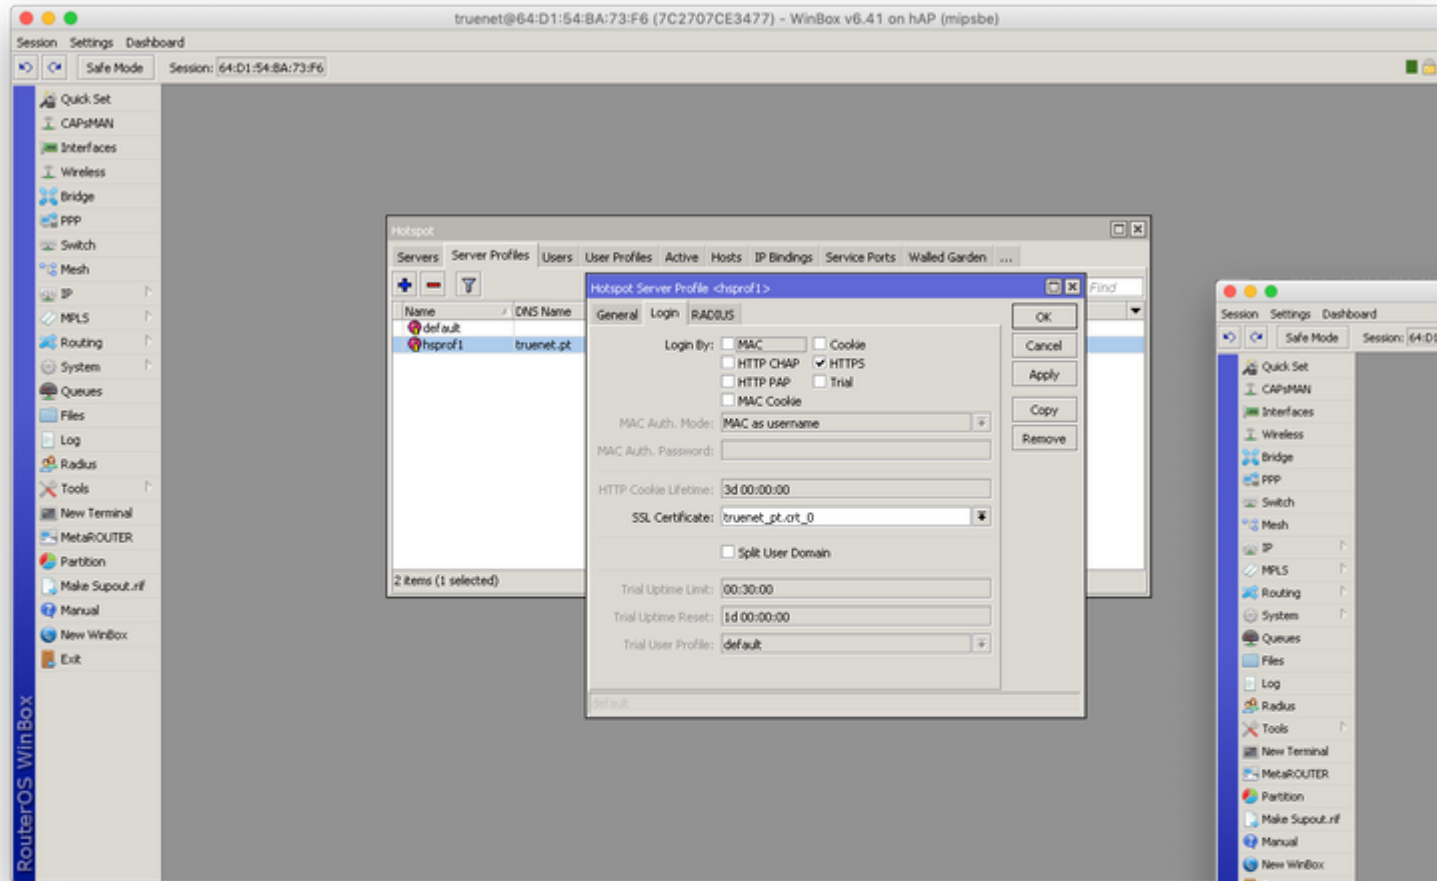 truenet@64:D1:54:BA:73:F6 (7C2707CE3477) - WinBox v6.41 on hAP (mipsbe)
Session Settings Dashboard
Safe Mode Session: 64:D1:54:BA:73:F6
Quick Set
CAPsMAN
Interfaces
Wireless
Bridge
PPP
Switch
Mesh
IP
MPLS
Routing
System
Queues
Files
Log
Radius
Tools
New Terminal
MetaROUTER
Partition
Make Supout.rif
Manual
New WinBox
Exit
RouterOS WinBox
Hotspot
Servers Server Profiles Users User Profiles Active Hosts IP Bindings Service Ports Walled Garden ...
Find
Name DNS Name
default
hsprof1 truenet.pt
2 items (1 selected)
Hotspot Server Profile <hsprof1>
General Login RADIUS
Login By: MAC Cookie
HTTP CHAP HTTPS
HTTP PAP Trial
MAC Cookie
MAC Auth. Mode: MAC as username
MAC Auth. Password:
HTTP Cookie Lifetime: 3d 00:00:00
SSL Certificate: truenet_pt.crt_0
Split User Domain
Trial Uptime Limit: 00:30:00
Trial Uptime Reset: 1d 00:00:00
Trial User Profile: default
default
OK
Cancel
Apply
Copy
Remove
Session Settings Dashboard
Safe Mode Session: 64:D1
Quick Set
CAPsMAN
Interfaces
Wireless
Bridge
PPP
Switch
Mesh
IP
MPLS
Routing
System
Queues
Files
Log
Radius
Tools
New Terminal
MetaROUTER
Partition
Make Supout.rif
Manual
New WinBox